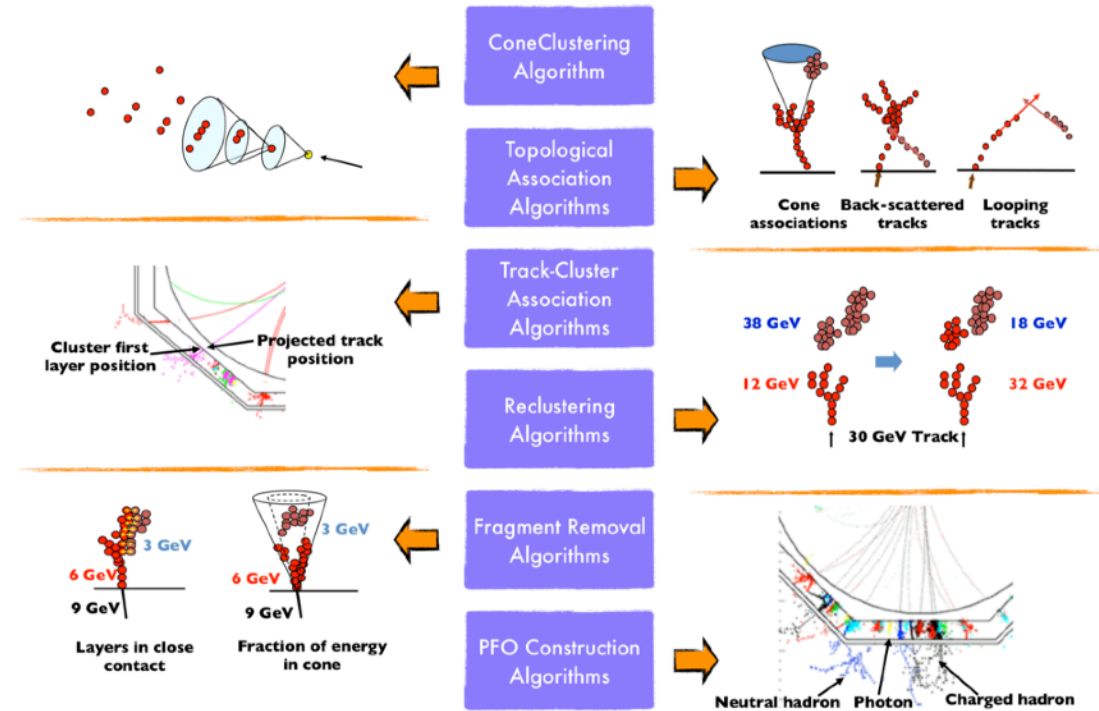 ConeClustering
Algorithm
Topological
Association
Algorithms
Cone
associations
Back-scattered
tracks
Looping
tracks
Track-Cluster
Association
Algorithms
Cluster first
layer position
Projected track
position
Reclustering
Algorithms
38 GeV
18 GeV
12 GeV
32 GeV
30 GeV Track
Fragment Removal
Algorithms
3 GeV
6 GeV
9 GeV
Layers in close
contact
3 GeV
6 GeV
9 GeV
Fraction of energy
in cone
PFO Construction
Algorithms
Neutral hadron
Photon
Charged hadron